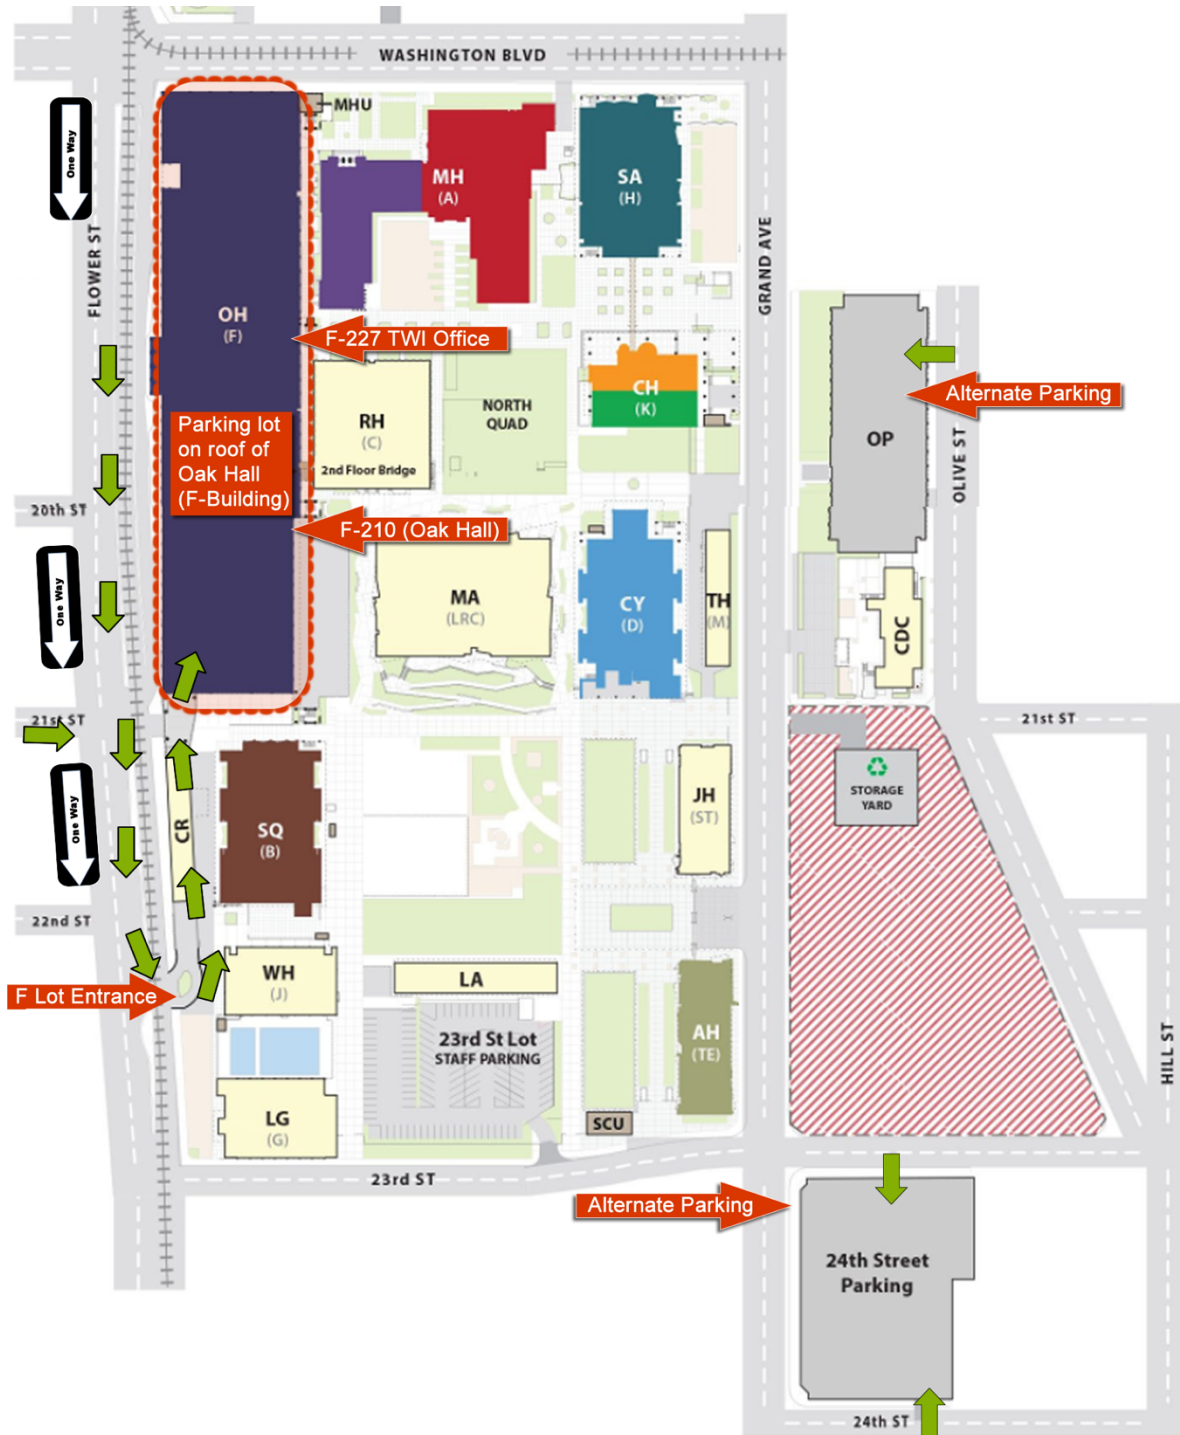 WASHINGTON BLVD
One Way
FLOWER ST
MHU
MH
(A)
SA
(H)
GRAND AVE
OH
(F)
F-227 TWI Office
Parking lot
on roof of
Oak Hall
(F-Building)
RH
(C)
2nd Floor Bridge
NORTH
QUAD
CH
(K)
OP
Alternate Parking
OLIVE ST
20th ST
F-210 (Oak Hall)
One Way
MA
(LRC)
CY
(D)
TH
(M)
CDC
21st ST
21st ST
One Way
CR
SQ
(B)
JH
(ST)
STORAGE
YARD
22nd ST
F Lot Entrance
WH
(J)
LA
23rd St Lot
STAFF PARKING
AH
(TE)
HILL ST
LG
(G)
SCU
23rd ST
Alternate Parking
24th Street
Parking
24th ST